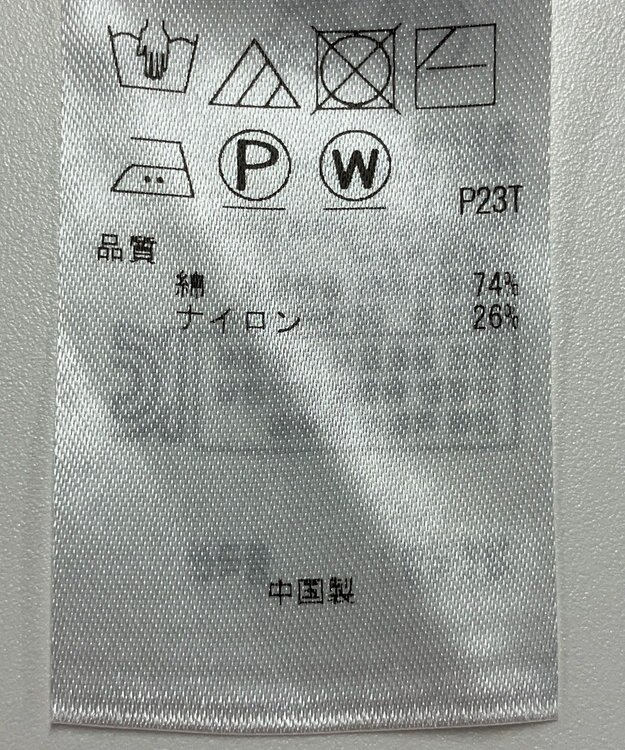 P W
P23T
品質
綿 74%
ナイロン 26%
中国製